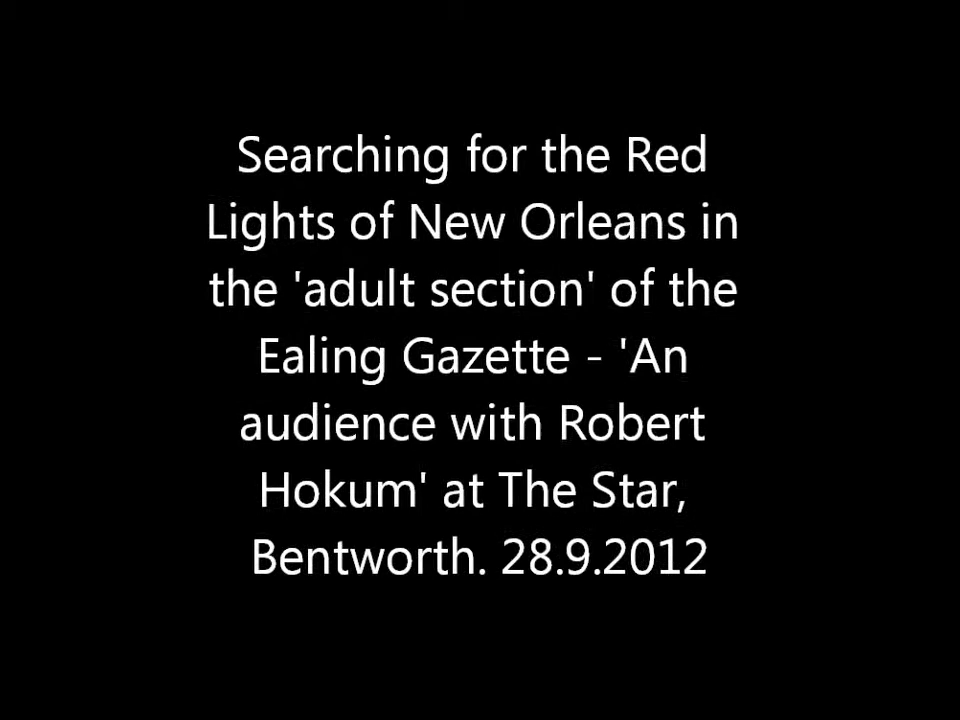 Searching for the Red
Lights of New Orleans in
the 'adult section' of the
Ealing Gazette - 'An
audience with Robert
Hokum' at The Star,
Bentworth. 28.9.2012